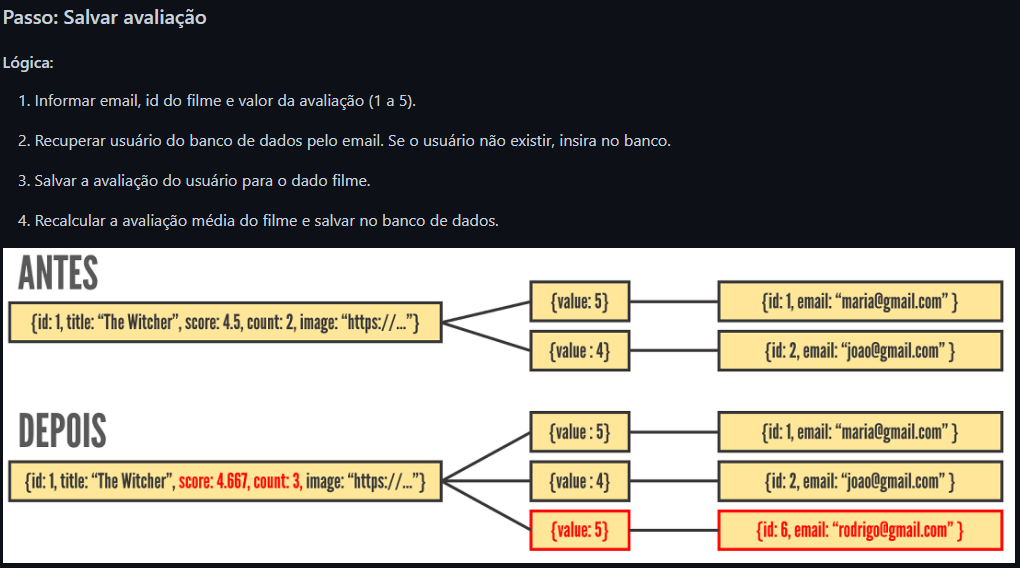 Passo: Salvar avaliação
Lógica:
1. Informar email, id do filme e valor da avaliação (1 a 5).
2. Recuperar usuário do banco de dados pelo email. Se o usuário não existir, insira no banco.
3. Salvar a avaliação do usuário para o dado filme.
4. Recalcular a avaliação média do filme e salvar no banco de dados.
ANTES
{id: 1, title: “The Witcher”, score: 4.5, count: 2, image: “https://...”}
{value: 5}
{id: 1, email: “maria@gmail.com” }
{value : 4}
{id: 2, email: “joao@gmail.com” }
DEPOIS
{id: 1, title: “The Witcher”, score: 4.667, count: 3, image: “https://...”}
{value : 5}
{id: 1, email: “maria@gmail.com” }
{value : 4}
{id: 2, email: “joao@gmail.com” }
{value: 5}
{id: 6, email: “rodrigo@gmail.com” }